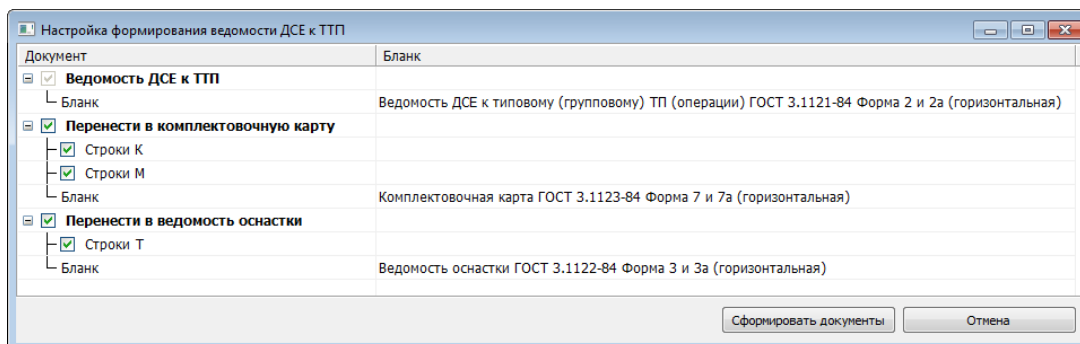 Настройка формирования ведомости ДСЕ к ТТП
Документ Бланк
Ведомость ДСЕ к ТТП
Бланк Ведомость ДСЕ к типовому (групповому) ТП (операции) ГОСТ 3.1121-84 Форма 2 и 2а (горизонтальная)
Перенести в комплектовочную карту
Строки К
Строки М
Бланк Комплектовочная карта ГОСТ 3.1123-84 Форма 7 и 7а (горизонтальная)
Перенести в ведомость оснастки
Строки Т
Бланк Ведомость оснастки ГОСТ 3.1122-84 Форма 3 и 3а (горизонтальная)
Сформировать документы Отмена